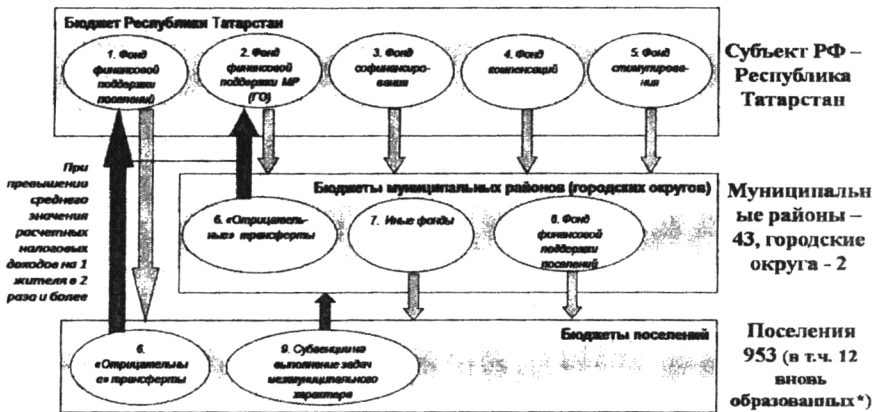 Бюджет Республики Татарстан
1. Фонд
финансовой
поддержки
поселений
2. Фонд
финансовой
поддержки МР
(ГО)
3. Фонд
софинансиро-
вания
4. Фонд
компенсаций
5. Фонд
стимулирова-
ния
Субъект РФ –
Республика
Татарстан
При
превышении
среднего
значения
расчетных
налоговых
доходов на 1
жителя в 2
раза и более
Бюджеты муниципальных районов (городских округов)
6. «Отрицатель-
ные» трансферты
7. Иные фонды
8. Фонд
финансовой
поддержки
поселений
Муниципальн
ые районы –
43, городские
округа - 2
Бюджеты поселений
6.
«Отрицательны
е» трансферты
9. Субвенции на
выполнение задач
межмуниципального
характера
Поселения
953 (в т.ч. 12
вновь
образованных*)